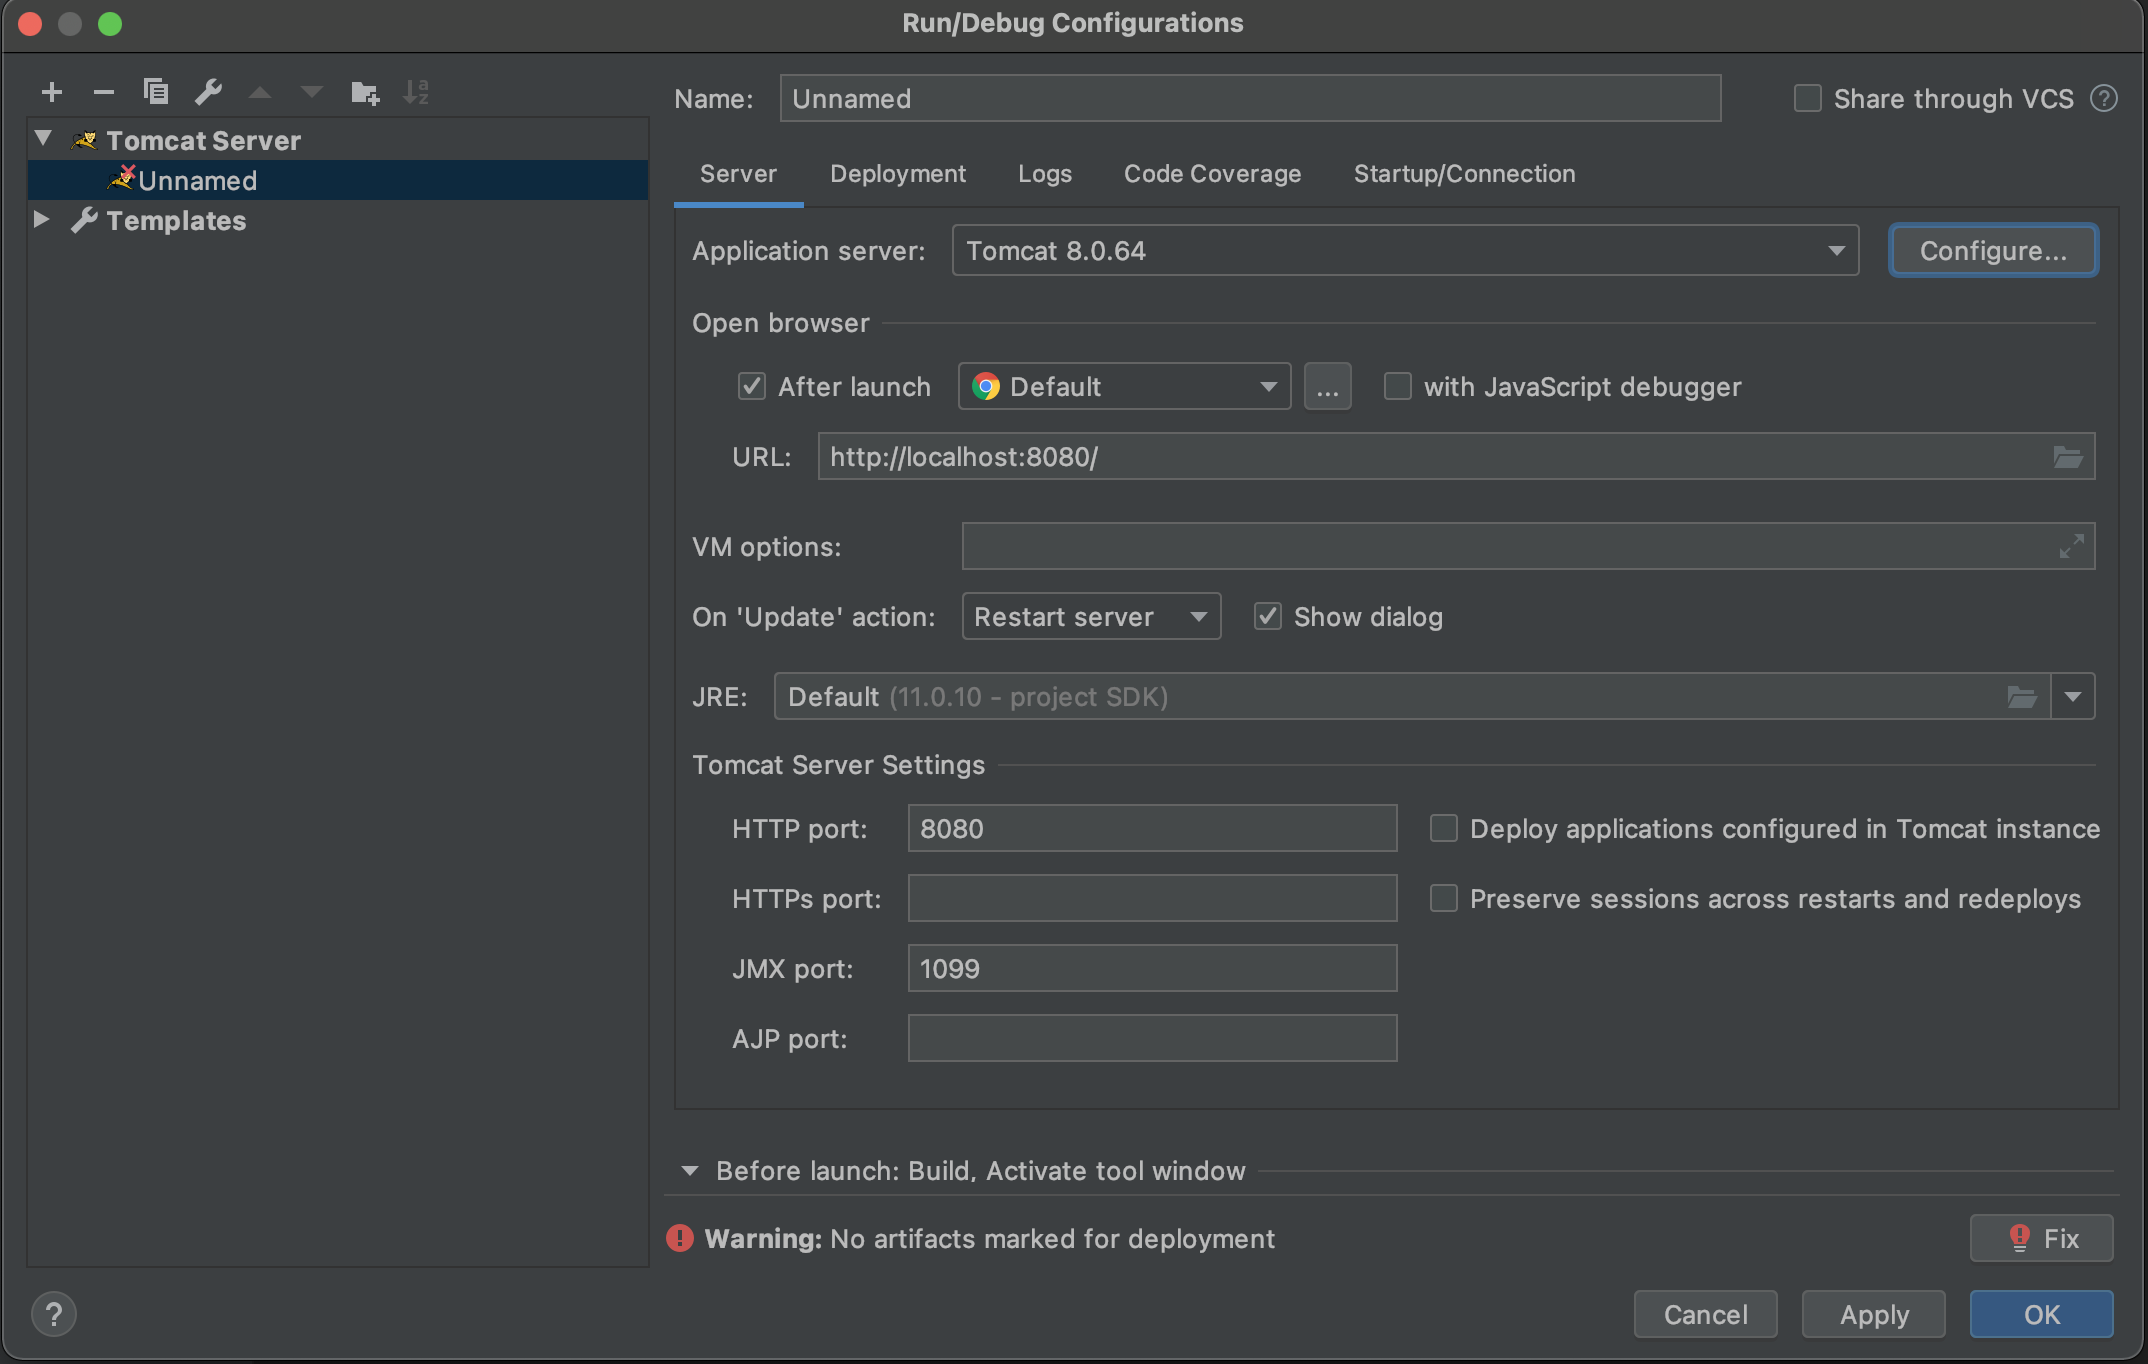 Run/Debug Configurations
Name: Unnamed
Share through VCS ?
Tomcat Server
Unnamed
Templates
Server Deployment Logs Code Coverage Startup/Connection
Application server: Tomcat 8.0.64 Configure...
Open browser
After launch Default ... with JavaScript debugger
URL: http://localhost:8080/
VM options:
On 'Update' action: Restart server Show dialog
JRE: Default (11.0.10 - project SDK)
Tomcat Server Settings
HTTP port: 8080 Deploy applications configured in Tomcat instance
HTTPs port: Preserve sessions across restarts and redeploys
JMX port: 1099
AJP port:
Before launch: Build, Activate tool window
Warning: No artifacts marked for deployment Fix
? Cancel Apply OK